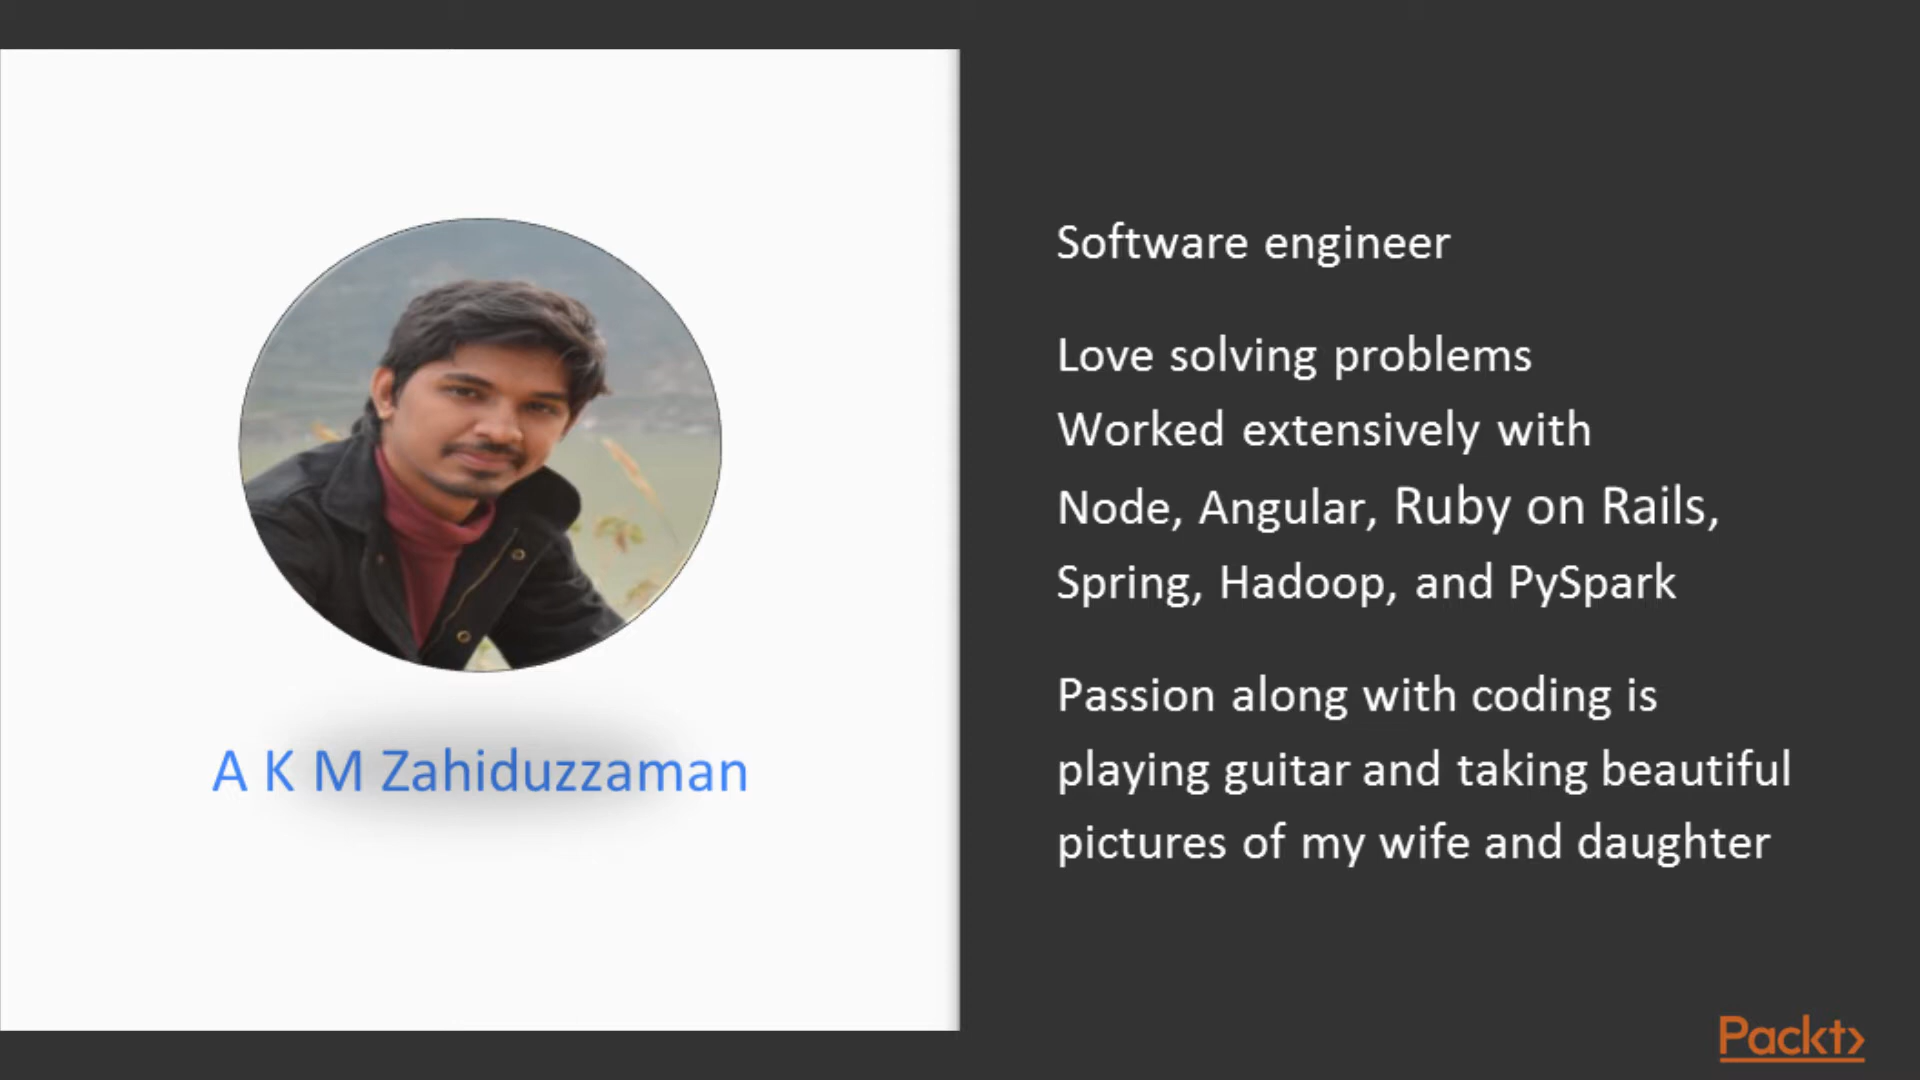 A K M Zahiduzzaman
Software engineer
Love solving problems
Worked extensively with
Node, Angular, Ruby on Rails,
Spring, Hadoop, and PySpark
Passion along with coding is
playing guitar and taking beautiful
pictures of my wife and daughter
Packt>